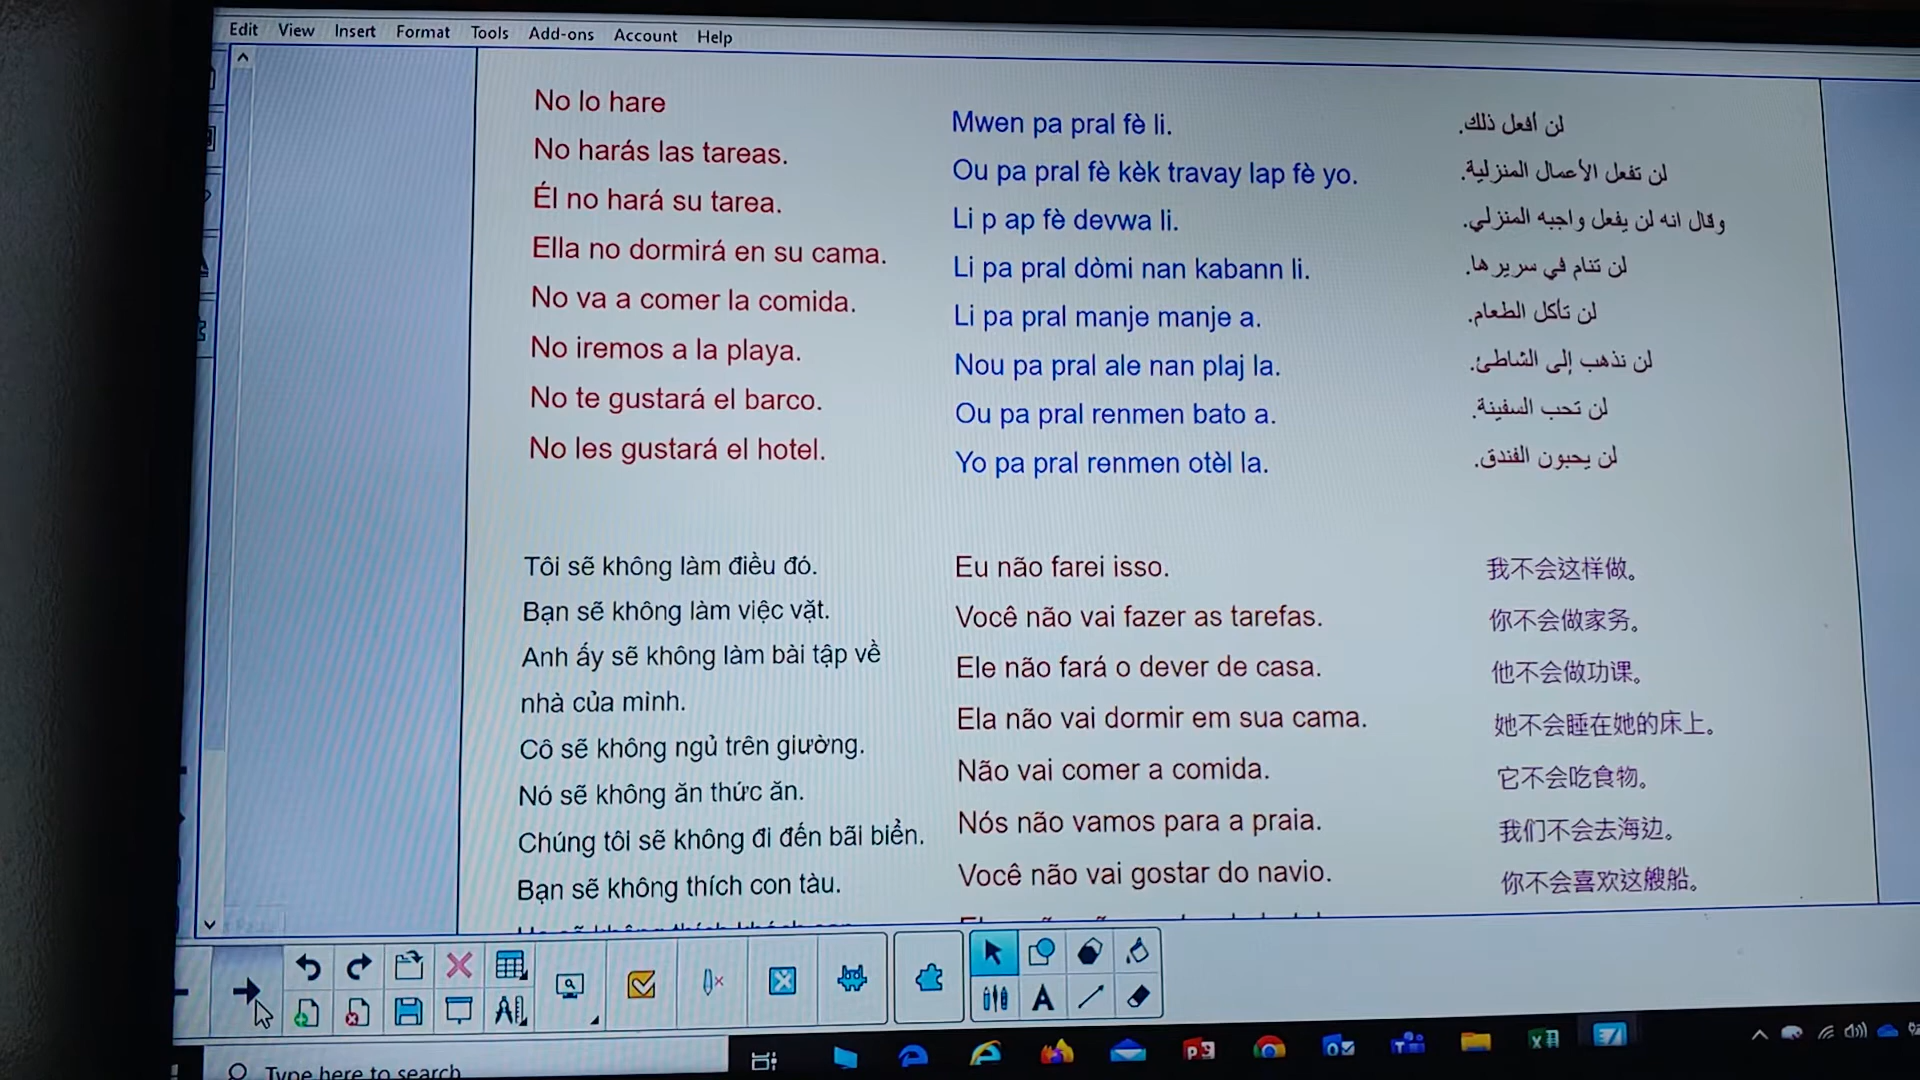 Edit View Insert Format Tools Add-ons Account Help
No lo hare
No harás las tareas.
Él no hará su tarea.
Ella no dormirá en su cama.
No va a comer la comida.
No iremos a la playa.
No te gustará el barco.
No les gustará el hotel.
Mwen pa pral fè li.
Ou pa pral fè kèk travay lap fè yo.
Li p ap fè devwa li.
Li pa pral dòmi nan kabann li.
Li pa pral manje manje a.
Nou pa pral ale nan plaj la.
Ou pa pral renmen bato a.
Yo pa pral renmen otèl la.
لن أفعل ذلك.
لن تفعل الأعمال المنزلية.
وقال انه لن يفعل واجبه المنزلي.
لن تنام في سريرها.
لن تأكل الطعام.
لن نذهب إلى الشاطئ.
لن تحب السفينة.
لن يحبون الفندق.
Tôi sẽ không làm điều đó.
Bạn sẽ không làm việc vặt.
Anh ấy sẽ không làm bài tập về
nhà của mình.
Cô sẽ không ngủ trên giường.
Nó sẽ không ăn thức ăn.
Chúng tôi sẽ không đi đến bãi biển.
Bạn sẽ không thích con tàu.
Eu não farei isso.
Você não vai fazer as tarefas.
Ele não fará o dever de casa.
Ela não vai dormir em sua cama.
Não vai comer a comida.
Nós não vamos para a praia.
Você não vai gostar do navio.
我不会这样做。
你不会做家务。
他不会做功课。
她不会睡在她的床上。
它不会吃食物。
我们不会去海边。
你不会喜欢这艘船。
Type here to search